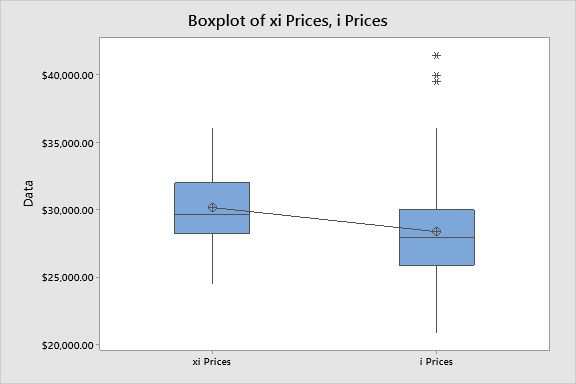 Boxplot of xi Prices, i Prices
$40,000.00
$35,000.00
$30,000.00
$25,000.00
$20,000.00
Data
xi Prices
i Prices